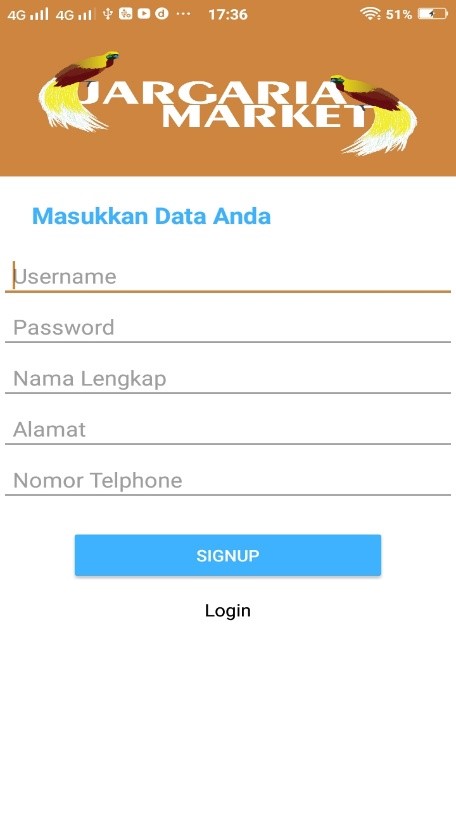 4G 4G 17:36 51%
JARGARIA
MARKET
Masukkan Data Anda
Username
Password
Nama Lengkap
Alamat
Nomor Telphone
SIGNUP
Login